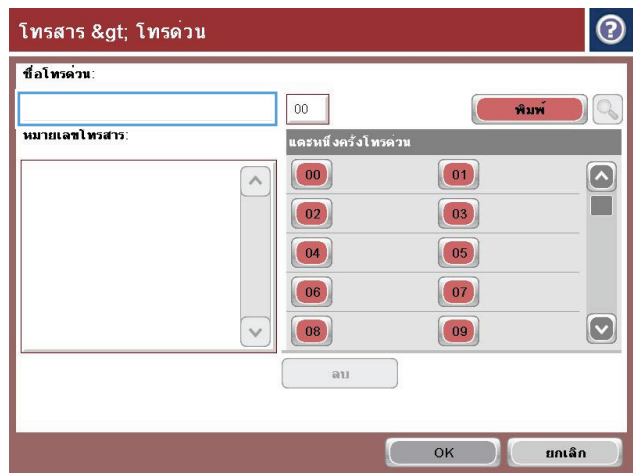 โทรสาร &gt; โทรด่วน
ชื่อโทรด่วน:
00
พิมพ์
หมายเลขโทรสาร:
แตะหนึ่งครั้งโทรด่วน
00 01
02 03
04 05
06 07
08 09
ลบ
OK ยกเลิก